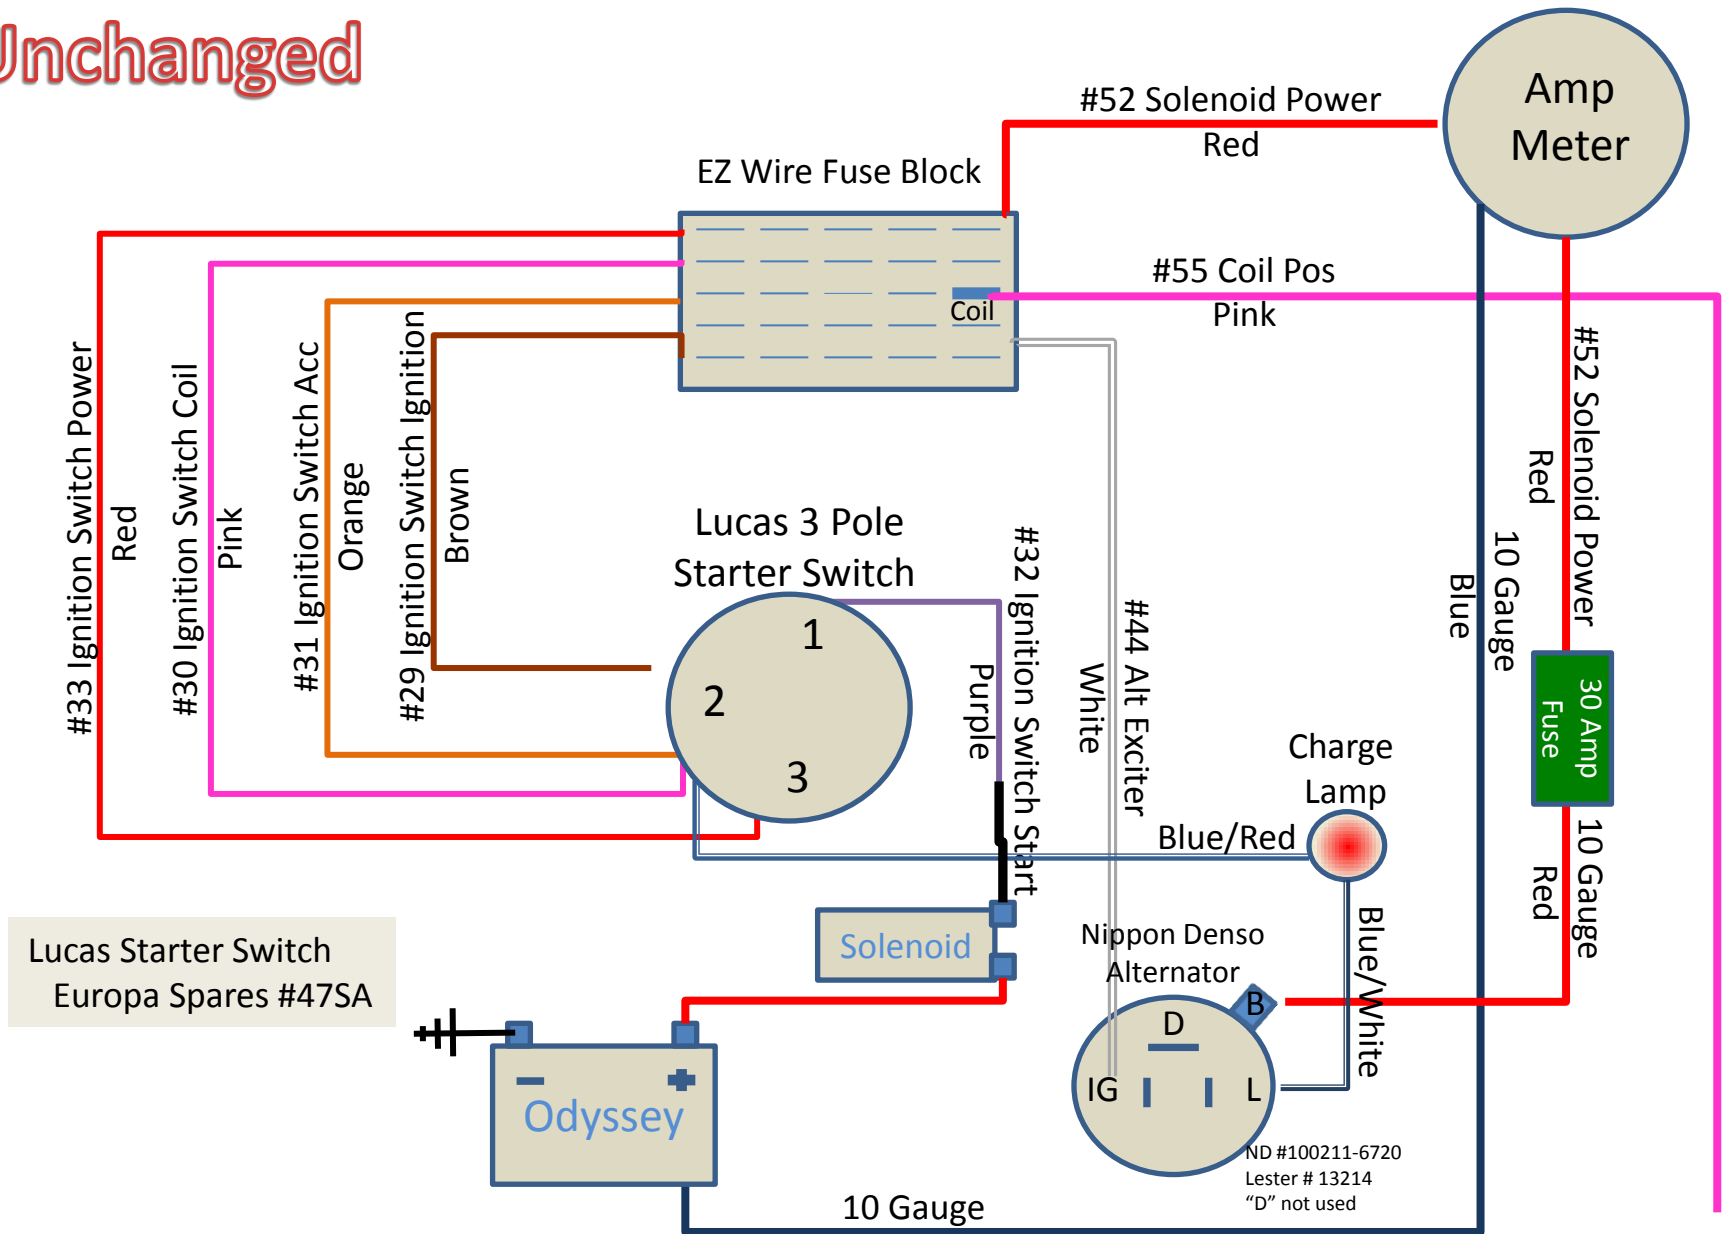 Unchanged
#52 Solenoid Power
Red
Amp
Meter
EZ Wire Fuse Block
Coil
#55 Coil Pos
Pink
#33 Ignition Switch Power
Red
#30 Ignition Switch Coil
Pink
#31 Ignition Switch Acc
Orange
#29 Ignition Switch Ignition
Brown
Lucas 3 Pole
Starter Switch
1
2
3
#32 Ignition Switch Start
Purple
#44 Alt Exciter
White
10 Gauge
Blue
#52 Solenoid Power
Red
30 Amp
Fuse
10 Gauge
Red
Charge
Lamp
Blue/Red
Blue/White
Solenoid
Nippon Denso
Alternator
B
D
IG
L
ND #100211-6720
Lester # 13214
“D” not used
Lucas Starter Switch
Europa Spares #47SA
Odyssey
10 Gauge